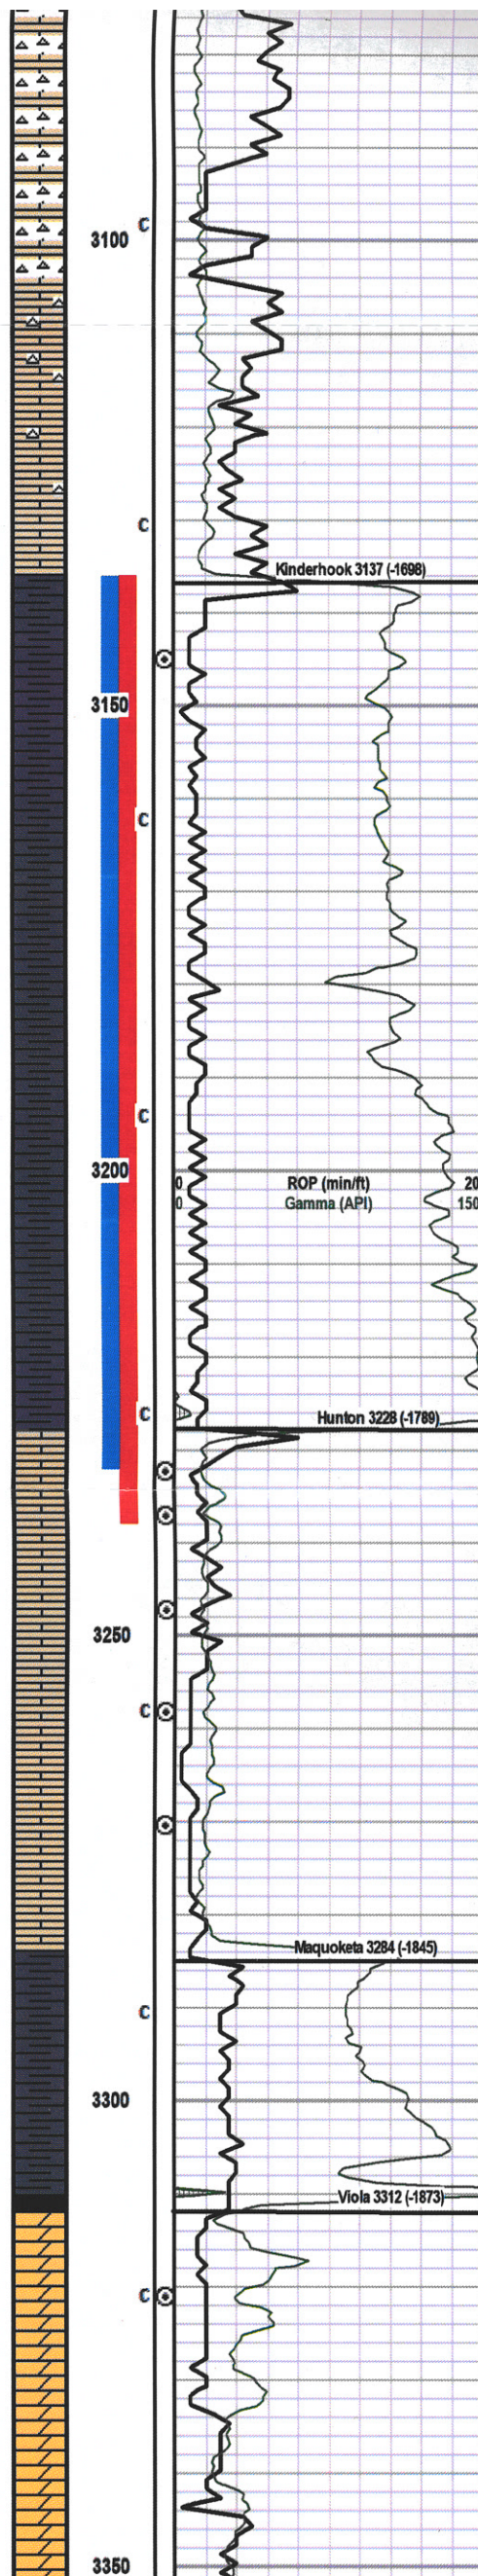 C
3100
C
Kinderhook 3137 (-1698)
3150
C
C
3200
0 ROP (min/ft) 20
0 Gamma (API) 150
C
Hunton 3228 (-1789)
3250
C
Maquoketa 3284 (-1845)
C
3300
Viola 3312 (-1873)
C
3350